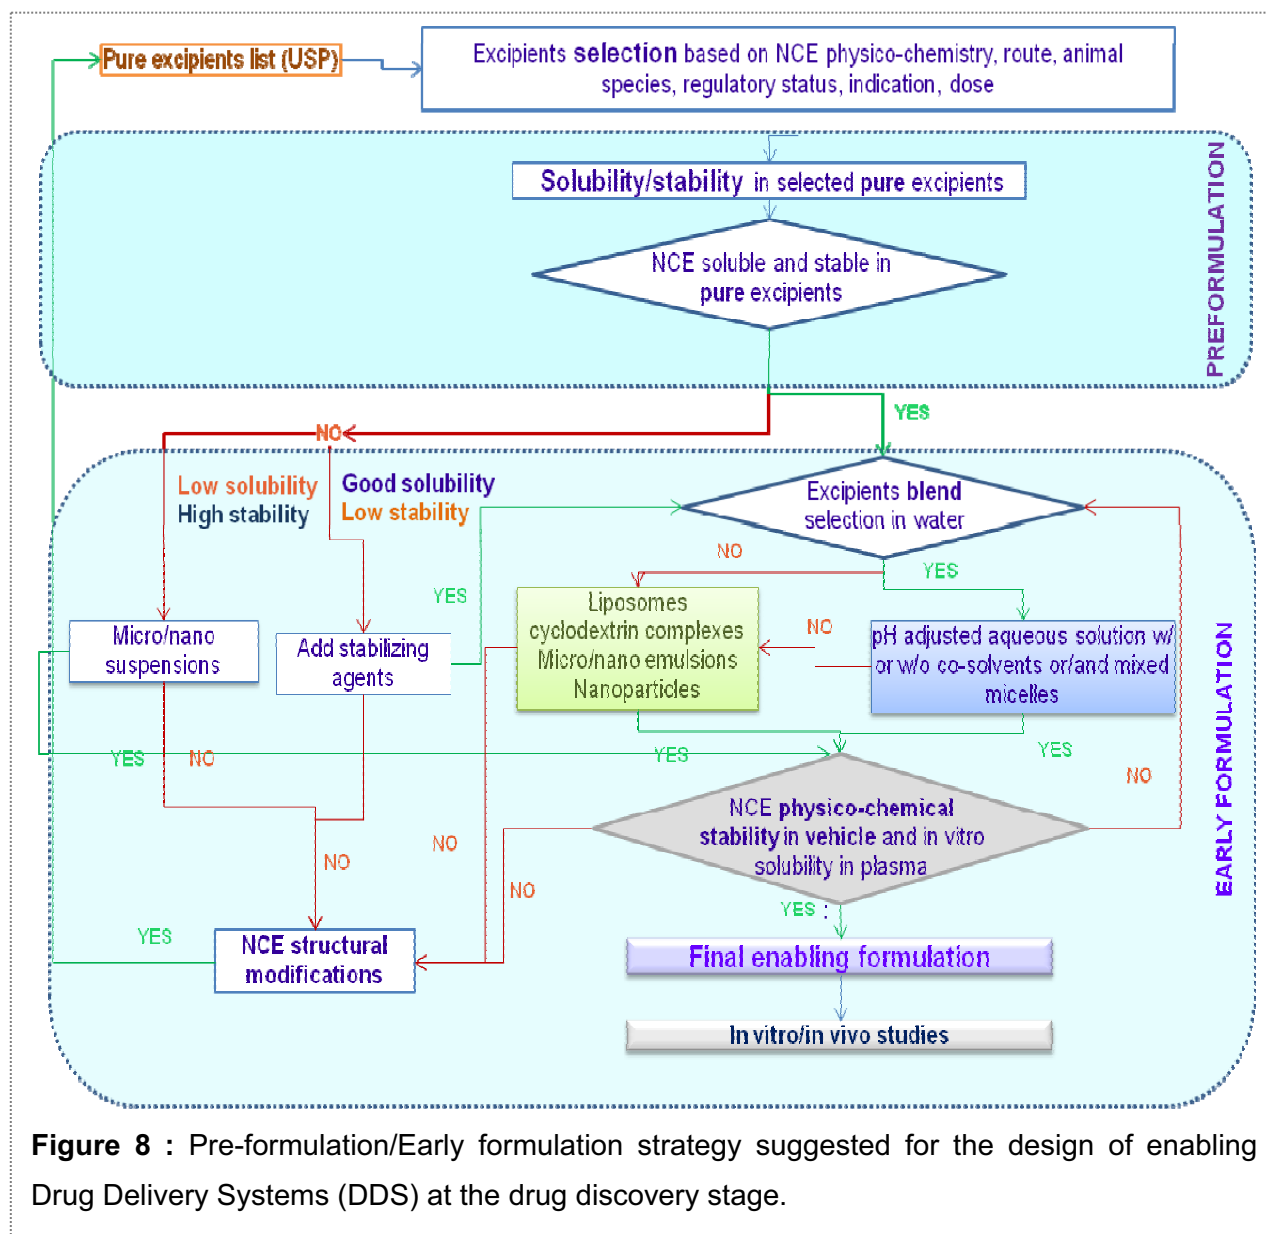 Pure excipients list (USP)
Excipients selection based on NCE physico-chemistry, route, animal
species, regulatory status, indication, dose
Solubility/stability in selected pure excipients
NCE soluble and stable in
pure excipients
PREFORMULATION
YES
NO
Low solubility
High stability
Good solubility
Low stability
Excipients blend
selection in water
NO
YES
YES
Liposomes
cyclodextrin complexes
Micro/nano emulsions
Nanoparticles
NO
pH adjusted aqueous solution w/
or w/o co-solvents or/and mixed
micelles
Micro/nano
suspensions
Add stabilizing
agents
YES
NO
YES
YES
NO
NCE physico-chemical
stability in vehicle and in vitro
solubility in plasma
NO
NO
NO
YES :
EARLY FORMULATION
YES
NCE structural
modifications
Final enabling formulation
In vitro/in vivo studies
Figure 8 : Pre-formulation/Early formulation strategy suggested for the design of enabling
Drug Delivery Systems (DDS) at the drug discovery stage.